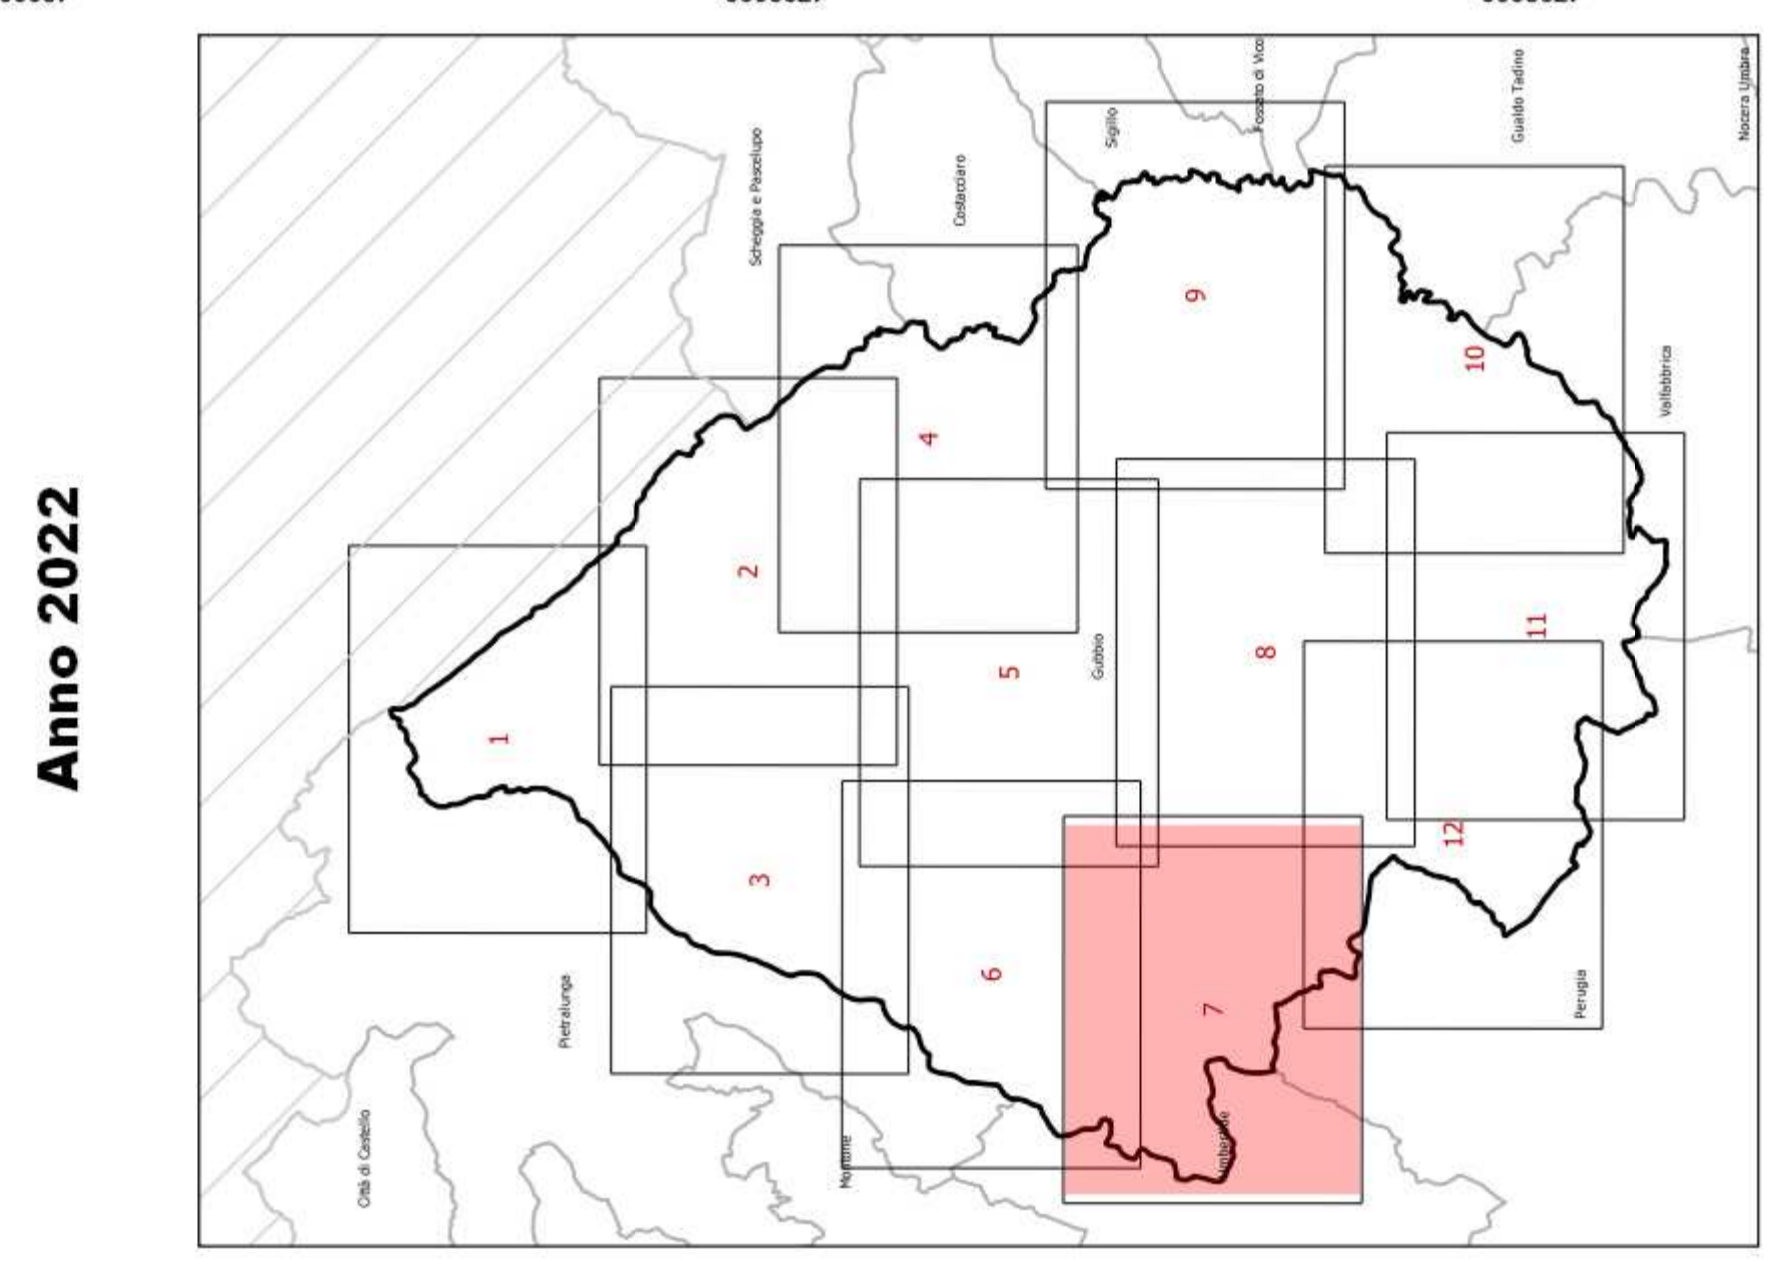 Anno 2022
Nocera Umbra
Gualdo Tadino
Fossato di Vico
Sigillo
Scheggia e Pascelupo
Costacciaro
9
10
Valfabbrica
4
2
11
Gubbio
8
5
1
12
3
6
7
Perugia
Pietralunga
Città di Castello
Montone
Umbertide